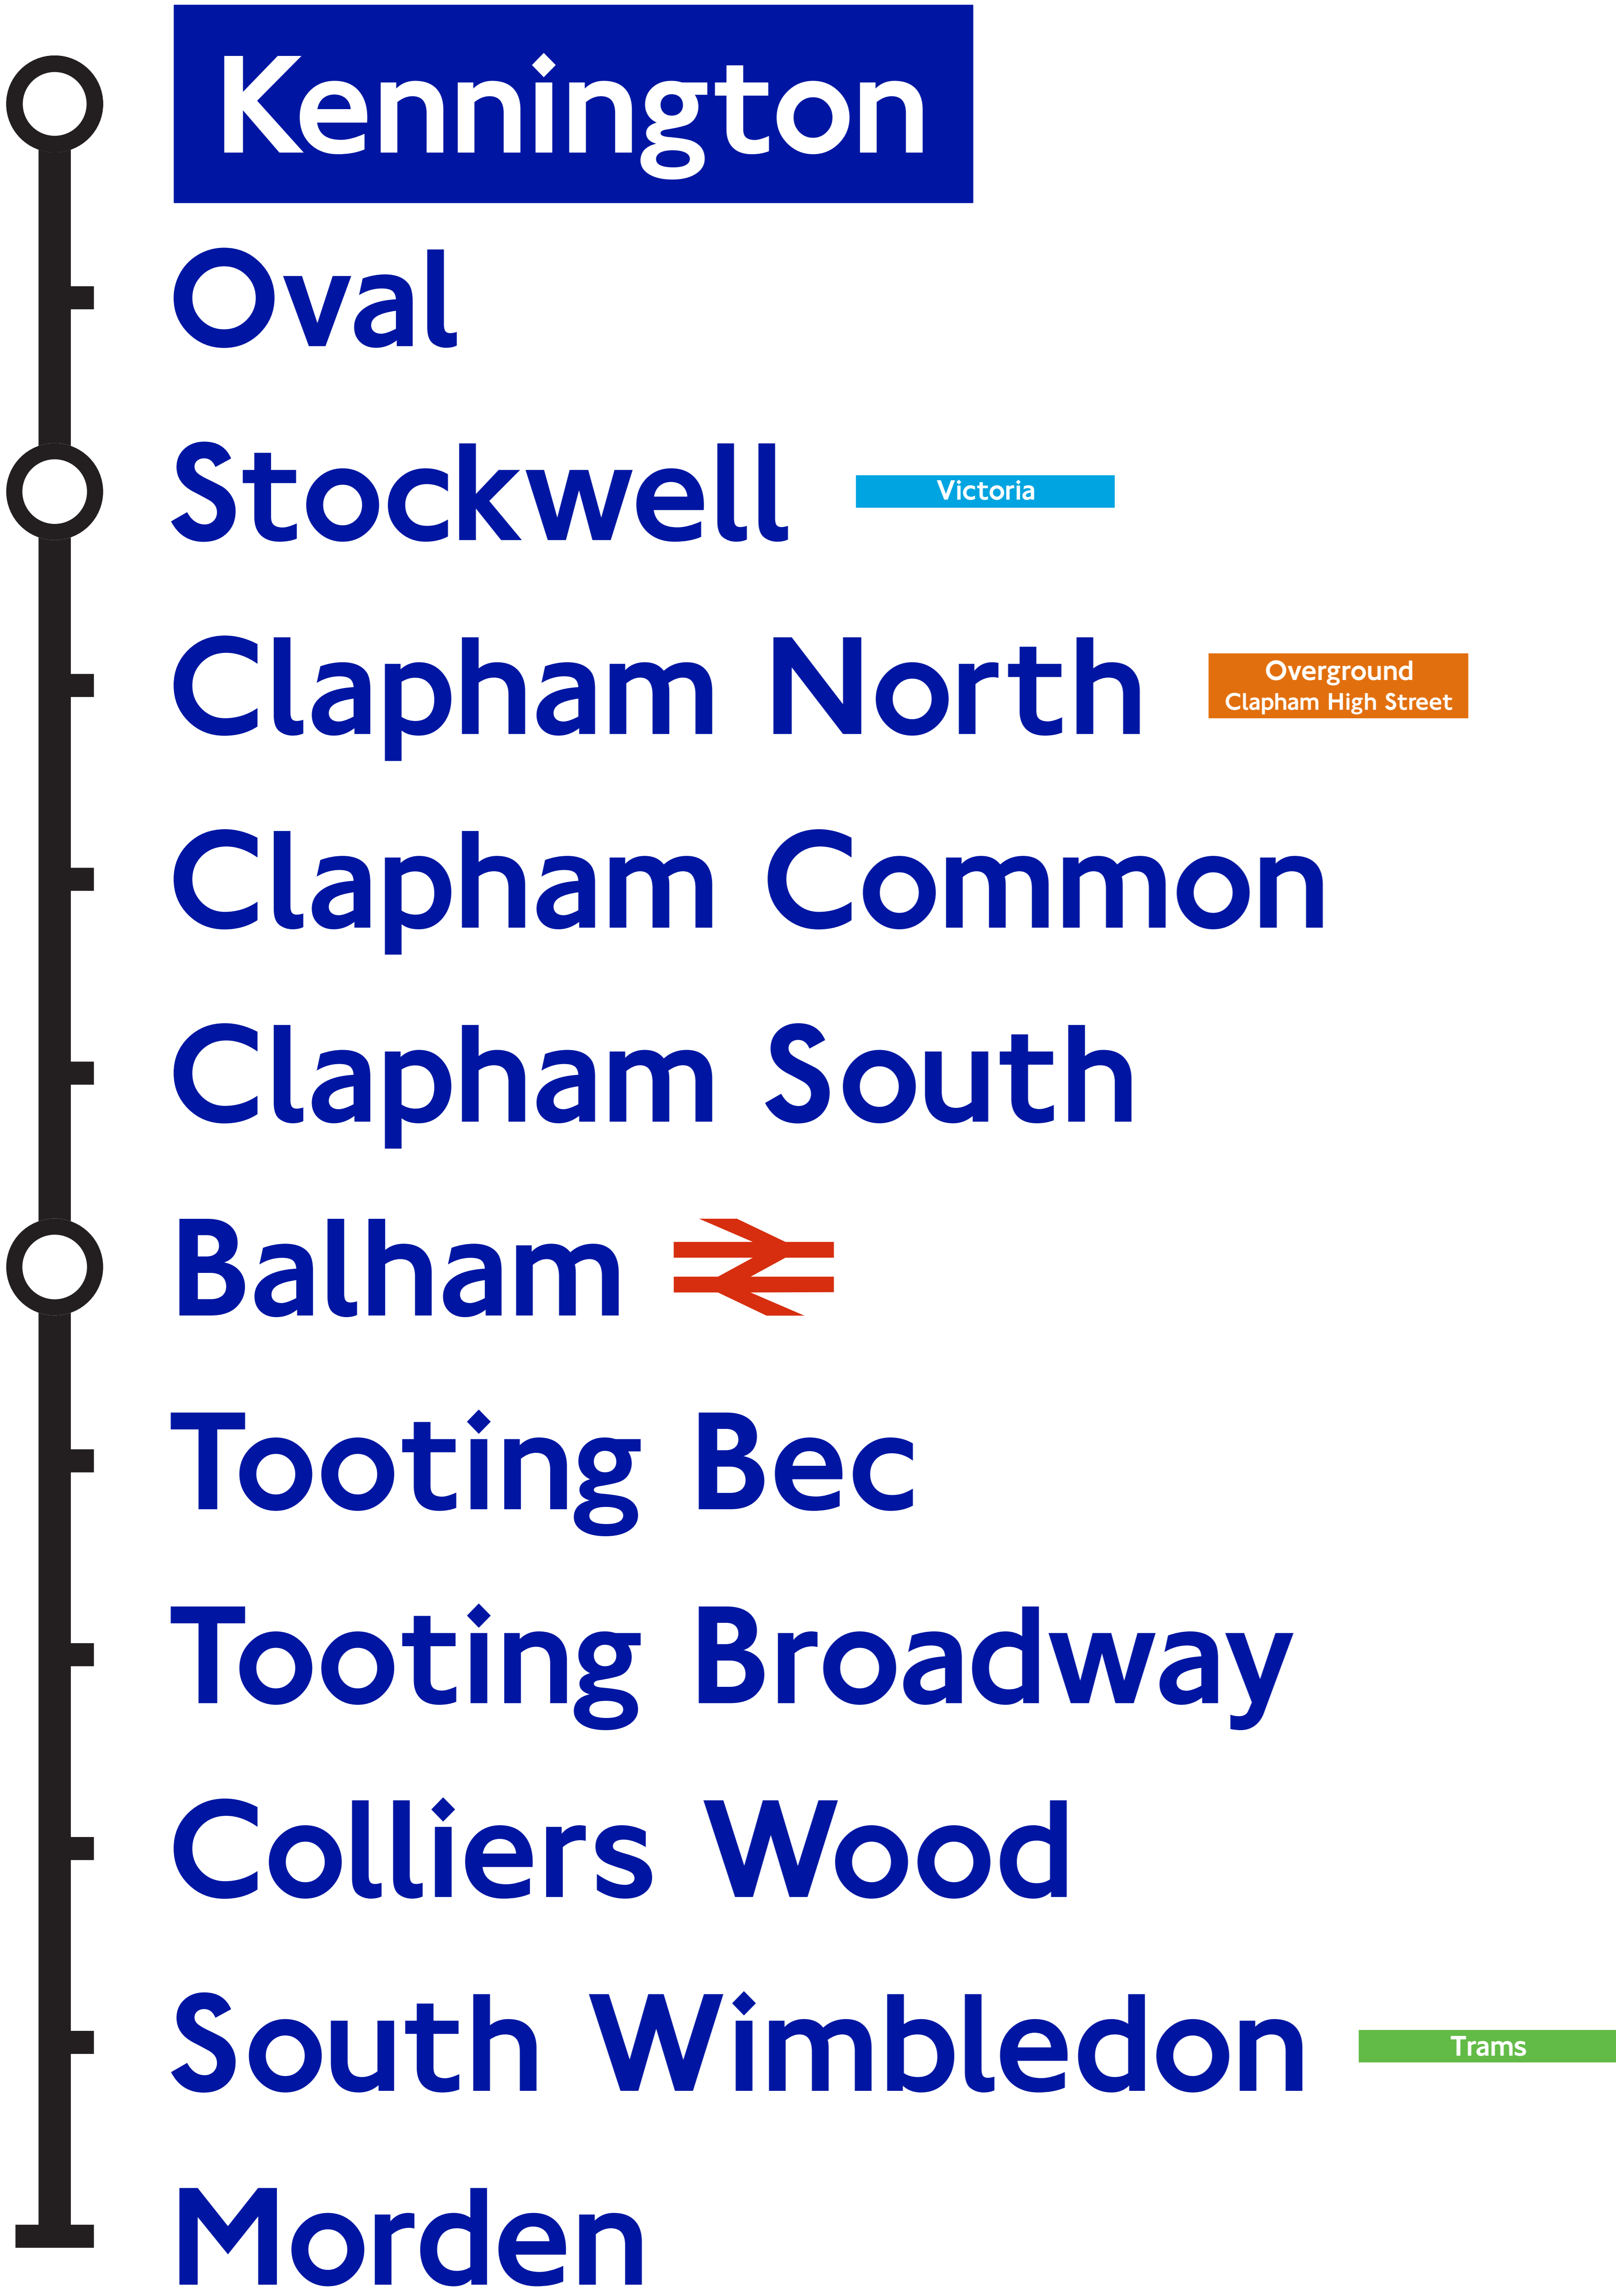 Kennington
Oval
Stockwell
Victoria
Clapham North
Overground
Clapham High Street
Clapham Common
Clapham South
Balham
Tooting Bec
Tooting Broadway
Colliers Wood
South Wimbledon
Trams
Morden